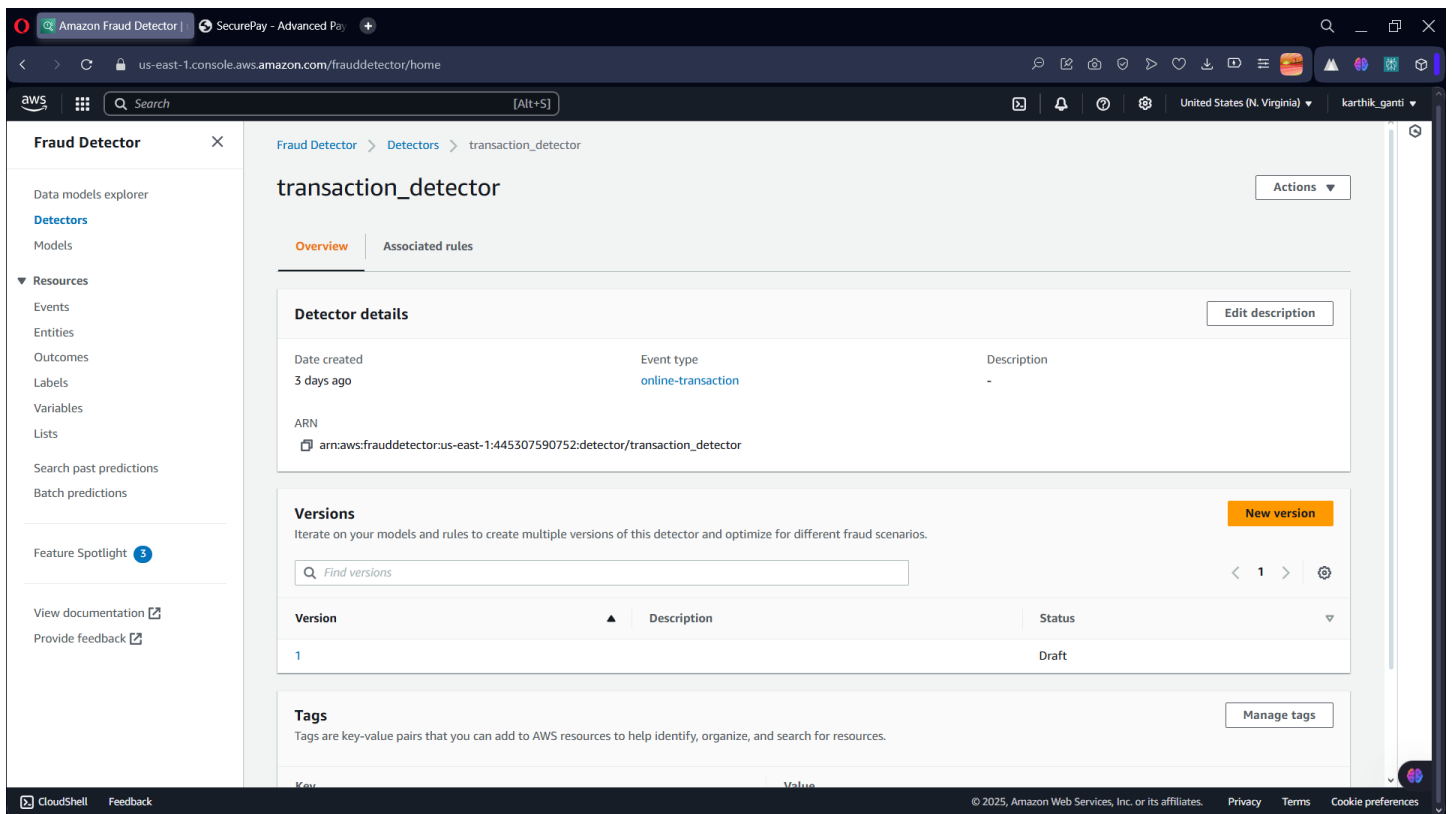 Amazon Fraud Detector |
SecurePay - Advanced Pay
us-east-1.console.aws.amazon.com/frauddetector/home
aws
Search
[Alt+S]
United States (N. Virginia)
karthik_ganti
Fraud Detector
Data models explorer
Detectors
Models
Resources
Events
Entities
Outcomes
Labels
Variables
Lists
Search past predictions
Batch predictions
Feature Spotlight 3
View documentation
Provide feedback
Fraud Detector > Detectors > transaction_detector
transaction_detector
Actions
Overview
Associated rules
Detector details
Edit description
Date created
Event type
Description
3 days ago
online-transaction
-
ARN
arn:aws:frauddetector:us-east-1:445307590752:detector/transaction_detector
Versions
New version
Iterate on your models and rules to create multiple versions of this detector and optimize for different fraud scenarios.
Find versions
1
Version
Description
Status
1
Draft
Tags
Manage tags
Tags are key-value pairs that you can add to AWS resources to help identify, organize, and search for resources.
Key
Value
CloudShell
Feedback
© 2025, Amazon Web Services, Inc. or its affiliates.
Privacy
Terms
Cookie preferences